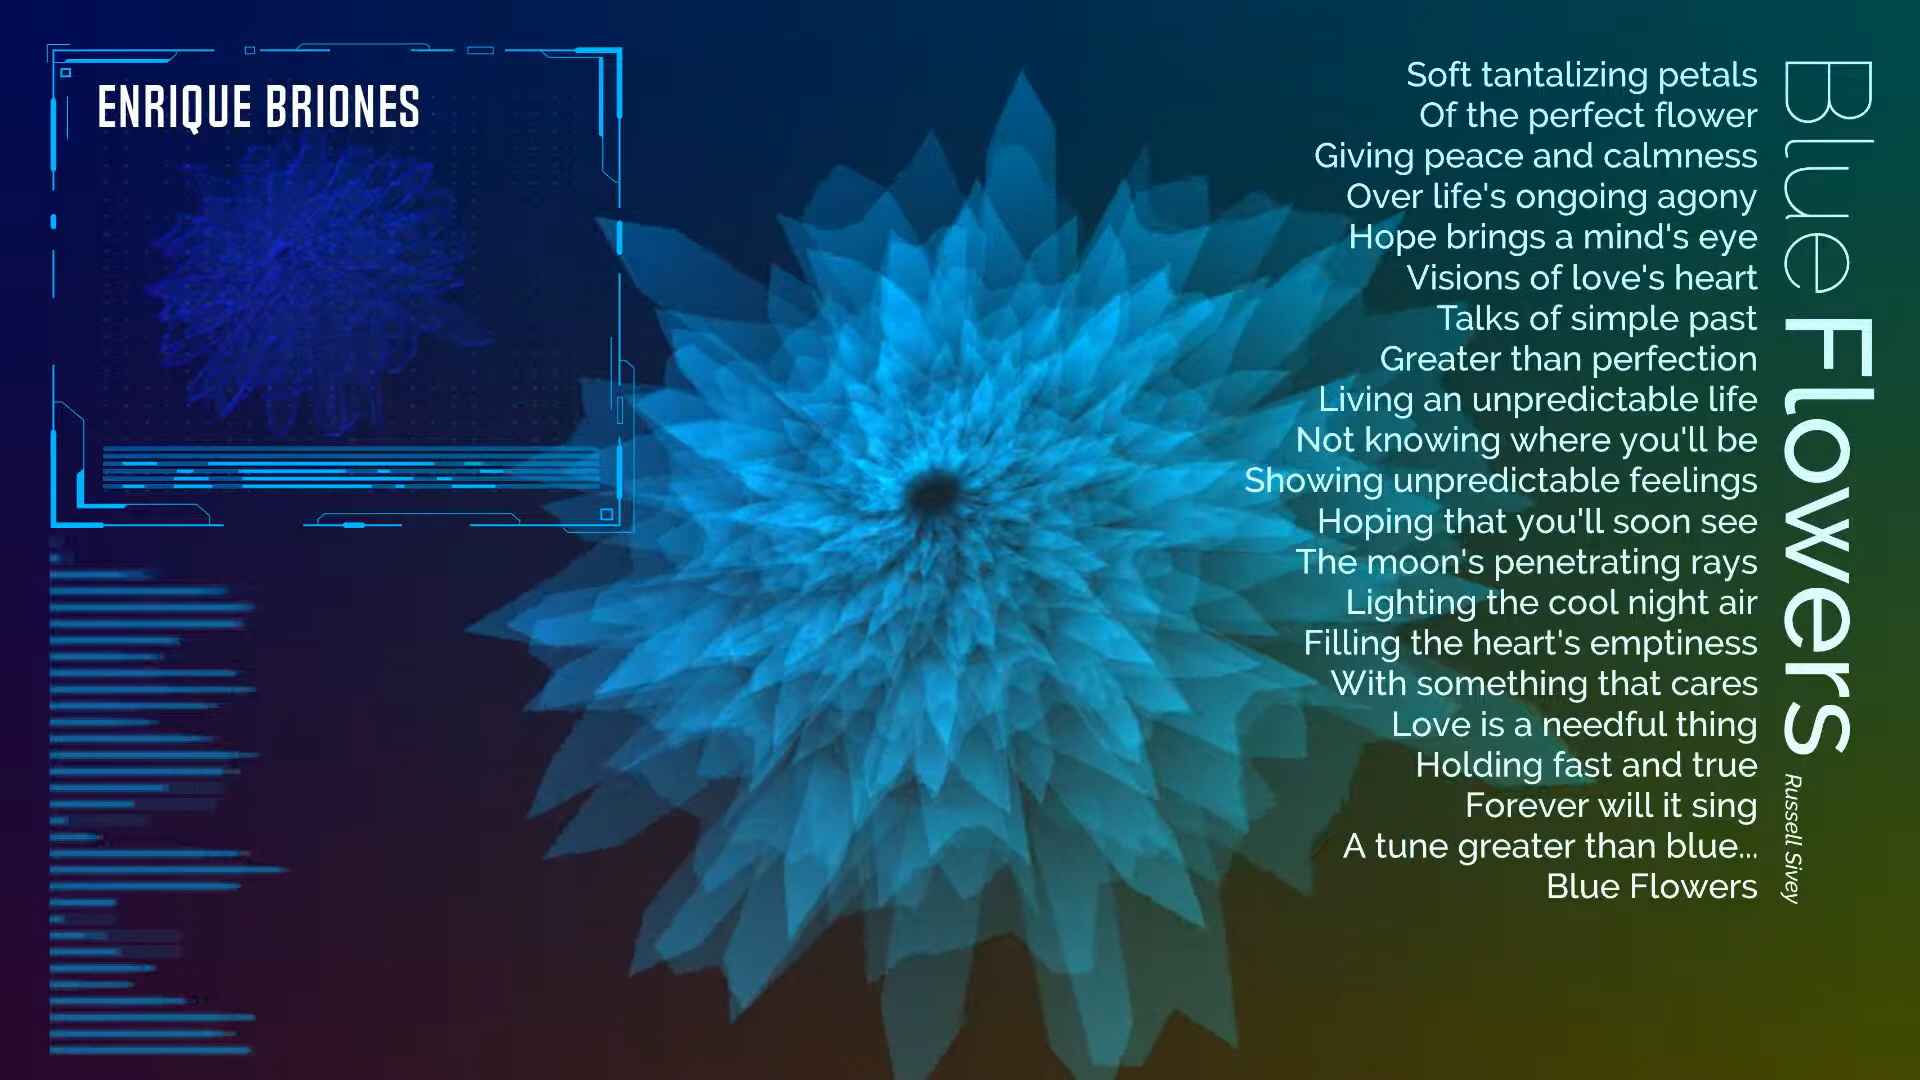 ENRIQUE BRIONES
Blue Flowers
Russell Sivey
Soft tantalizing petals
Of the perfect flower
Giving peace and calmness
Over life's ongoing agony
Hope brings a mind's eye
Visions of love's heart
Talks of simple past
Greater than perfection
Living an unpredictable life
Not knowing where you'll be
Showing unpredictable feelings
Hoping that you'll soon see
The moon's penetrating rays
Lighting the cool night air
Filling the heart's emptiness
With something that cares
Love is a needful thing
Holding fast and true
Forever will it sing
A tune greater than blue...
Blue Flowers